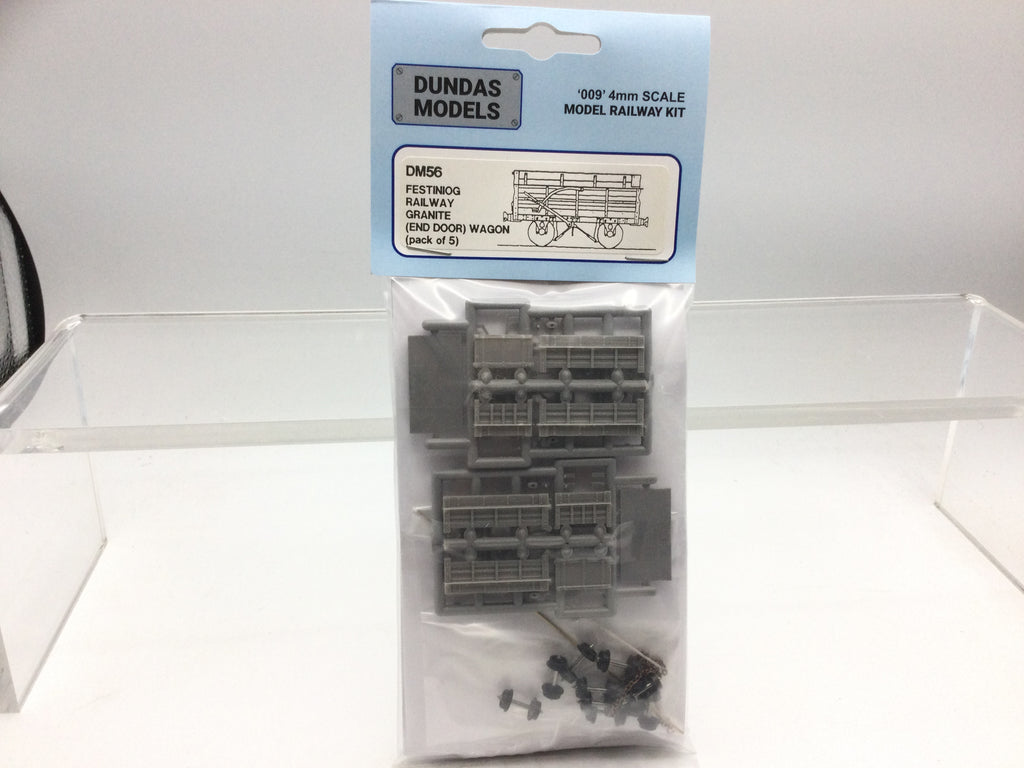 DUNDAS
MODELS
'009' 4mm SCALE
MODEL RAILWAY KIT
DM56
FESTINIOG
RAILWAY
GRANITE
(END DOOR) WAGON
(pack of 5)